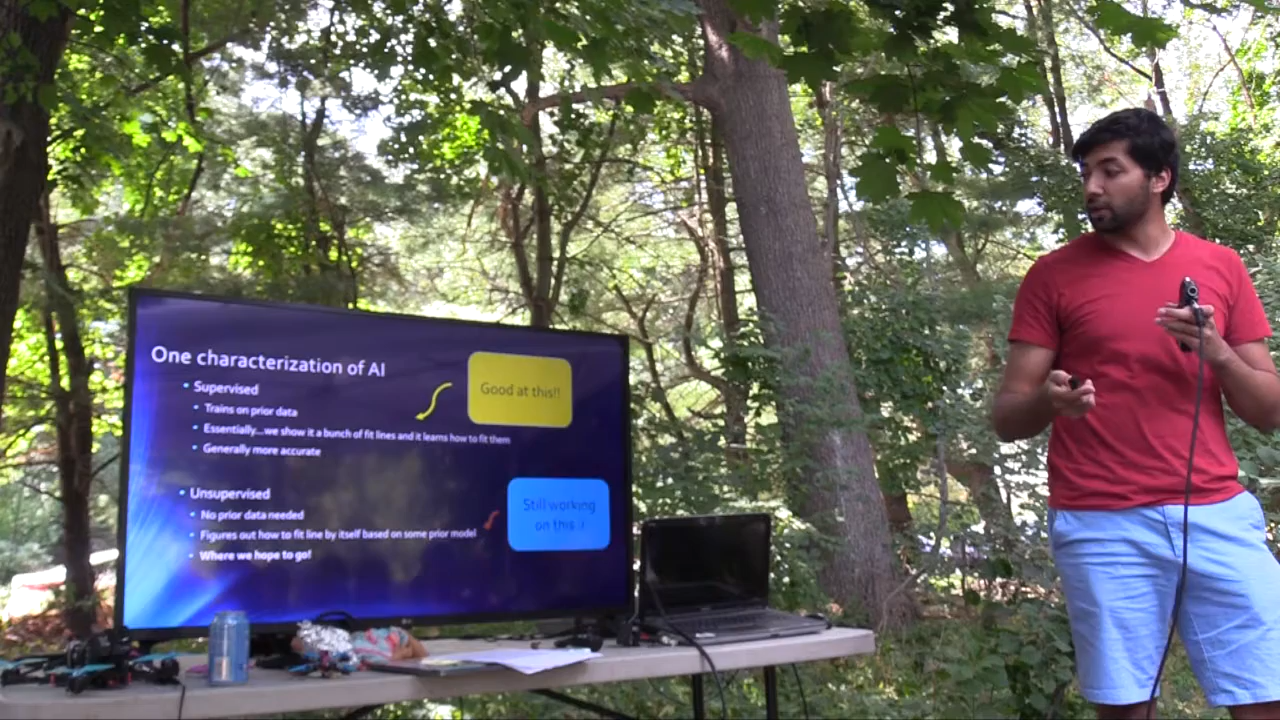 One characterization of AI
Good at this!!
• Supervised
• Trains on prior data
• Essentially...we show it a bunch of fit lines and it learns how to fit them
• Generally more accurate
• Unsupervised
• No prior data needed
• Figures out how to fit line by itself based on some prior model
• Where we hope to go!
Still working
on this